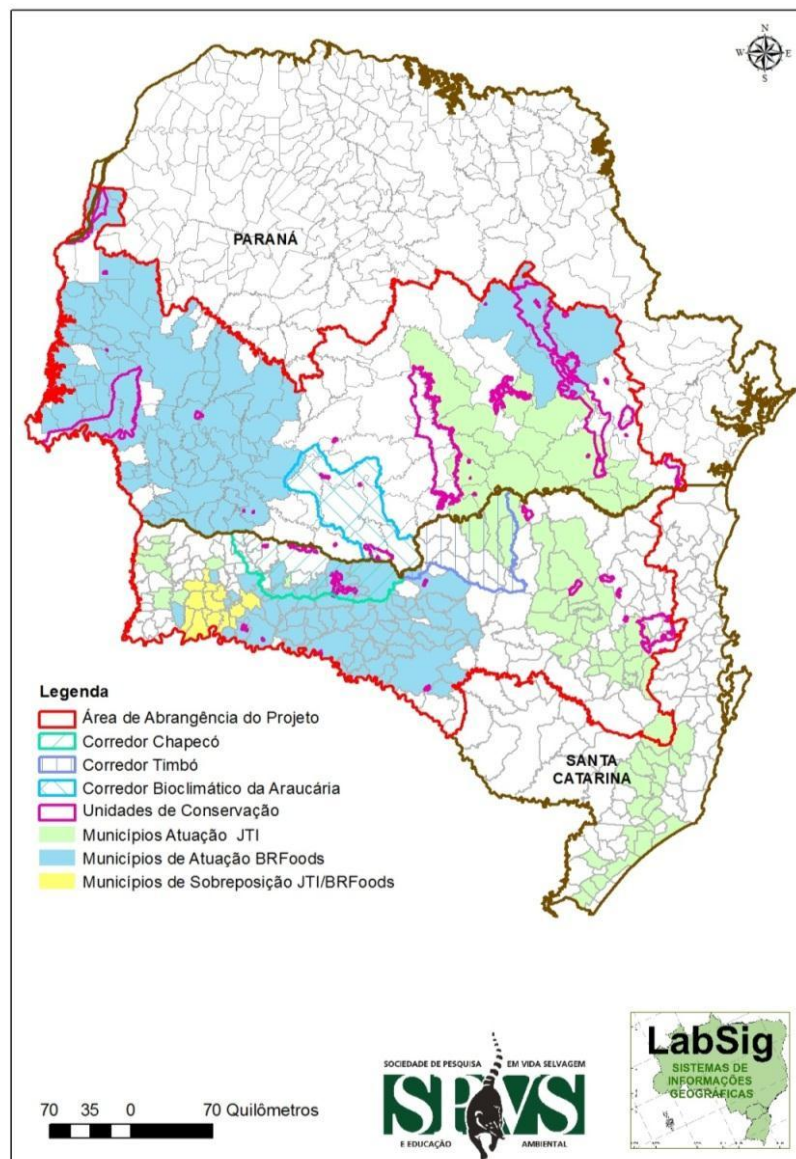 N
W E
S
PARANÁ
SANTA
CATARINA
Legenda
Área de Abrangência do Projeto
Corredor Chapecó
Corredor Timbó
Corredor Bioclimático da Araucária
Unidades de Conservação
Municípios Atuação JTI
Municípios de Atuação BRFoods
Municípios de Sobreposição JTI/BRFoods
70 35 0 70 Quilômetros
SOCIEDADE DE PESQUISA EM VIDA SELVAGEM
SPVS
E EDUCAÇÃO AMBIENTAL
LabSig
SISTEMAS DE
INFORMAÇÕES
GEOGRÁFICAS